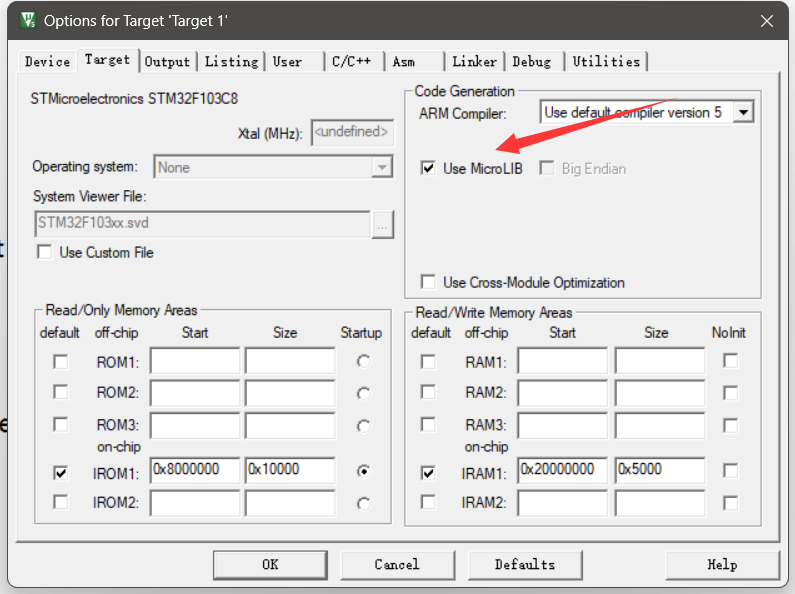 Options for Target 'Target 1'
Device Target Output Listing User C/C++ Asm Linker Debug Utilities
STMicroelectronics STM32F103C8
Xtal (MHz): <undefined>
Operating system: None
System Viewer File:
STM32F103xx.svd ...
Use Custom File
Code Generation
ARM Compiler: Use default compiler version 5
Use MicroLIB Big Endian
Use Cross-Module Optimization
Read/Only Memory Areas
default off-chip Start Size Startup
ROM1:
ROM2:
ROM3:
on-chip
IROM1: 0x8000000 0x10000
IROM2:
Read/Write Memory Areas
default off-chip Start Size NoInit
RAM1:
RAM2:
RAM3:
on-chip
IRAM1: 0x20000000 0x5000
IRAM2:
OK Cancel Defaults Help